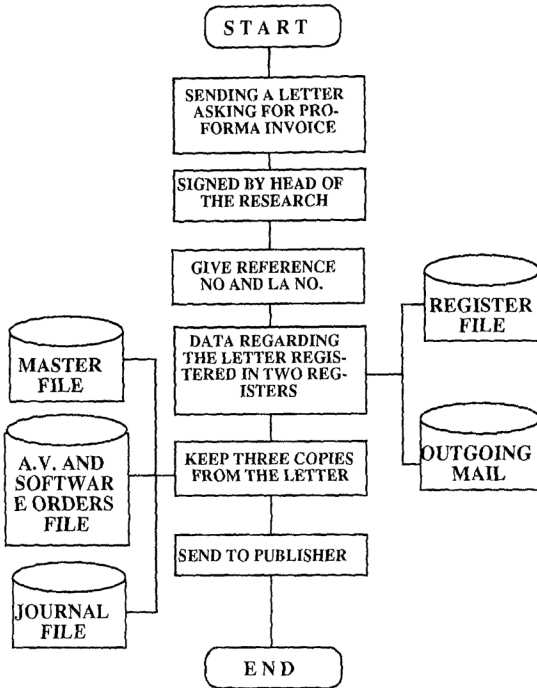 START
SENDING A LETTER
ASKING FOR PRO-
FORMA INVOICE
SIGNED BY HEAD OF
THE RESEARCH
GIVE REFERENCE
NO AND LA NO.
DATA REGARDING
THE LETTER REGIS-
TERED IN TWO REG-
ISTERS
REGISTER
FILE
OUTGOING
MAIL
MASTER
FILE
A.V. AND
SOFTWAR
E ORDERS
FILE
JOURNAL
FILE
KEEP THREE COPIES
FROM THE LETTER
SEND TO PUBLISHER
END